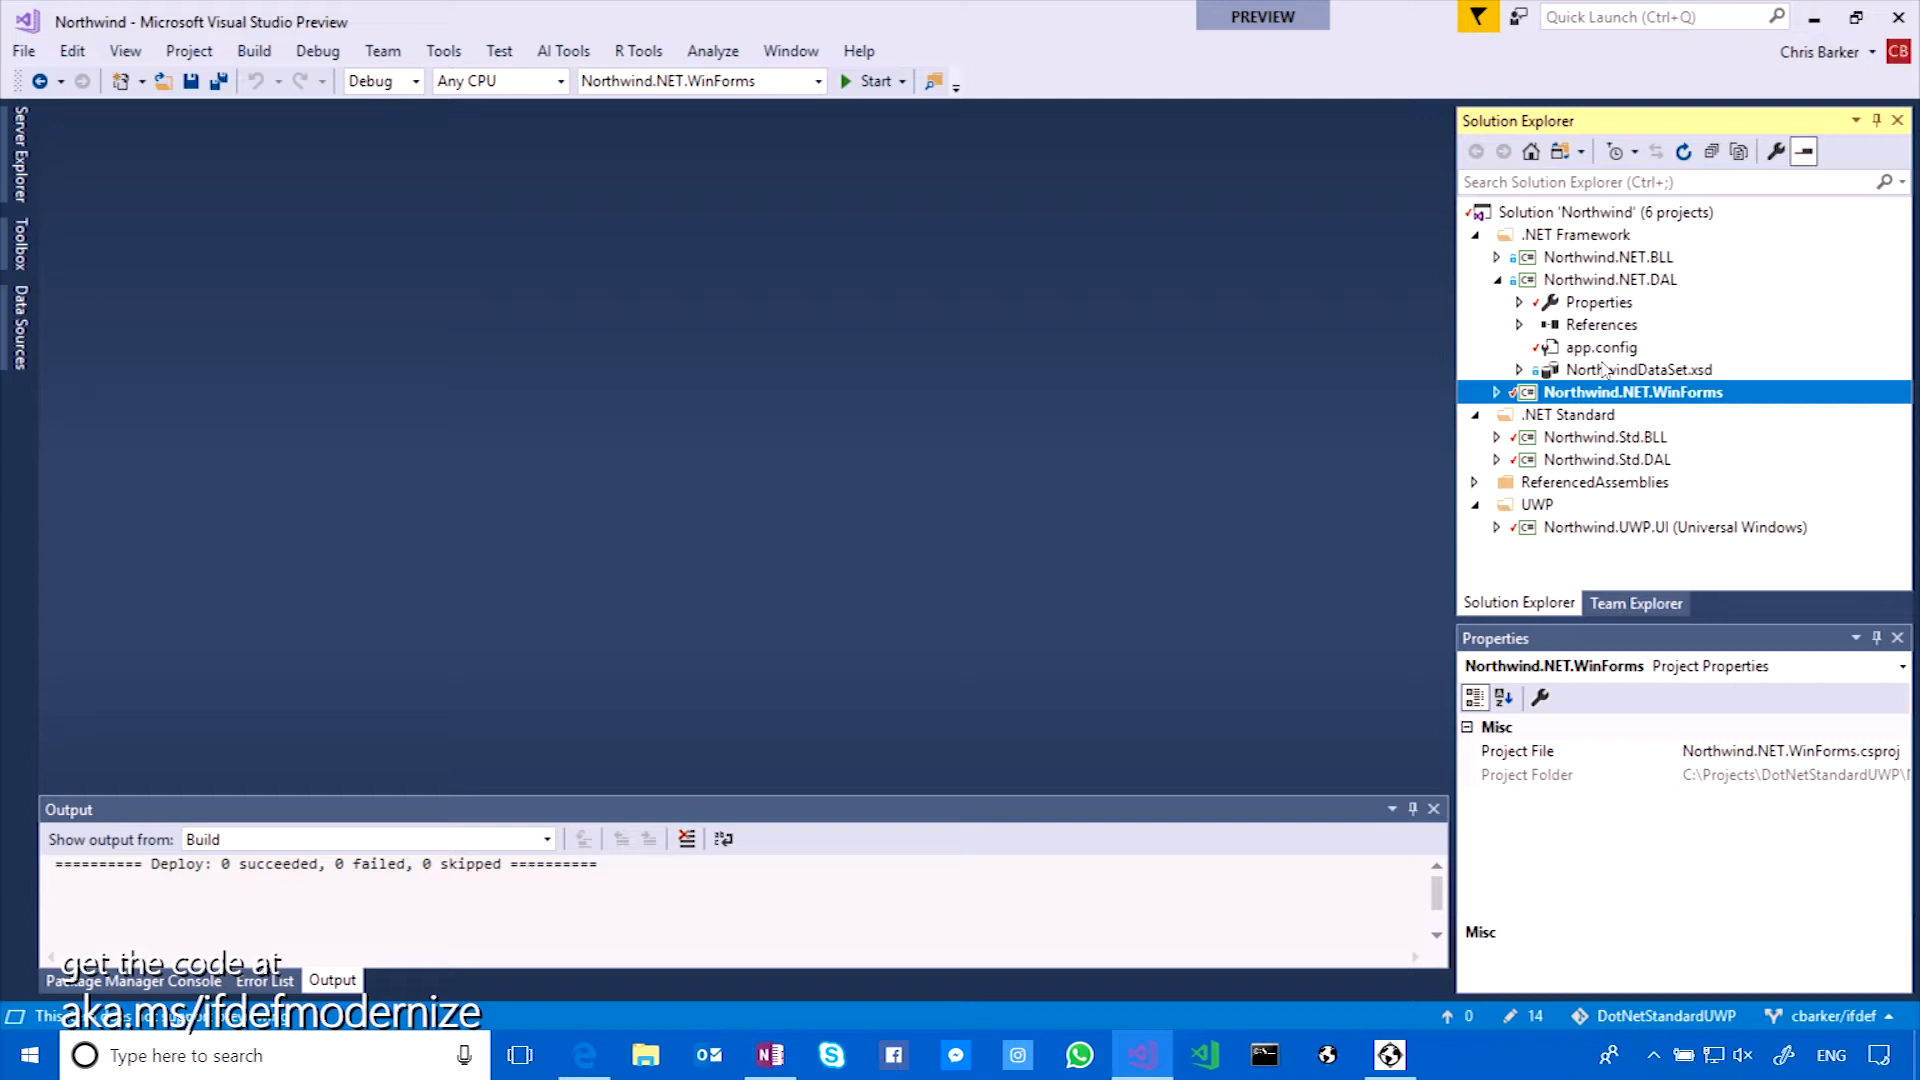 Northwind - Microsoft Visual Studio Preview
PREVIEW
Quick Launch (Ctrl+Q)
File Edit View Project Build Debug Team Tools Test AI Tools R Tools Analyze Window Help
Chris Barker CB
Debug Any CPU Northwind.NET.WinForms Start
Server Explorer
Toolbox
Data Sources
Solution Explorer
Search Solution Explorer (Ctrl+;)
Solution 'Northwind' (6 projects)
.NET Framework
Northwind.NET.BLL
Northwind.NET.DAL
Properties
References
app.config
NorthwindDataSet.xsd
Northwind.NET.WinForms
.NET Standard
Northwind.Std.BLL
Northwind.Std.DAL
ReferencedAssemblies
UWP
Northwind.UWP.UI (Universal Windows)
Solution Explorer Team Explorer
Properties
Northwind.NET.WinForms Project Properties
Misc
Project File Northwind.NET.WinForms.csproj
Project Folder C:\Projects\DotNetStandardUWP\
Misc
Output
Show output from: Build
========== Deploy: 0 succeeded, 0 failed, 0 skipped ==========
get the code at
Package Manager Console Error List Output
aka.ms/ifdefmodernize
0 14 DotNetStandardUWP cbarker/ifdef
Type here to search
ENG